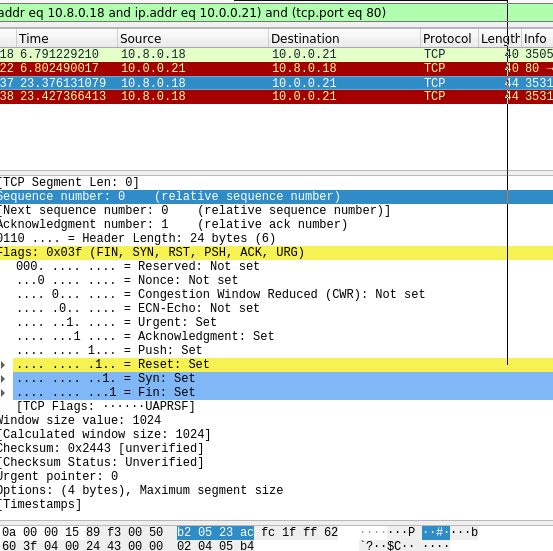 addr eq 10.8.0.18 and ip.addr eq 10.0.0.21) and (tcp.port eq 80)
Time Source Destination Protocol Length Info
18 6.791229210 10.8.0.18 10.0.0.21 TCP 40 3505
22 6.802490017 10.0.0.21 10.8.0.18 TCP 40 80 →
37 23.376131079 10.8.0.18 10.0.0.21 TCP 44 3531
38 23.427366413 10.8.0.18 10.0.0.21 TCP 44 3531
[TCP Segment Len: 0]
Sequence number: 0 (relative sequence number)
[Next sequence number: 0 (relative sequence number)]
Acknowledgment number: 1 (relative ack number)
0110 .... = Header Length: 24 bytes (6)
Flags: 0x03f (FIN, SYN, RST, PSH, ACK, URG)
000. .... .... = Reserved: Not set
...0 .... .... = Nonce: Not set
.... 0... .... = Congestion Window Reduced (CWR): Not set
.... .0.. .... = ECN-Echo: Not set
.... ..1. .... = Urgent: Set
.... ...1 .... = Acknowledgment: Set
.... .... 1... = Push: Set
.... .... .1.. = Reset: Set
.... .... ..1. = Syn: Set
.... .... ...1 = Fin: Set
[TCP Flags: ······UAPRSF]
Window size value: 1024
[Calculated window size: 1024]
Checksum: 0x2443 [unverified]
[Checksum Status: Unverified]
Urgent pointer: 0
Options: (4 bytes), Maximum segment size
[Timestamps]
0a 00 00 15 89 f3 00 50 b2 05 23 ac fc 1f ff 62 ·······P ··#····b
60 3f 04 00 24 43 00 00 02 04 05 b4 `?··$C·· ····